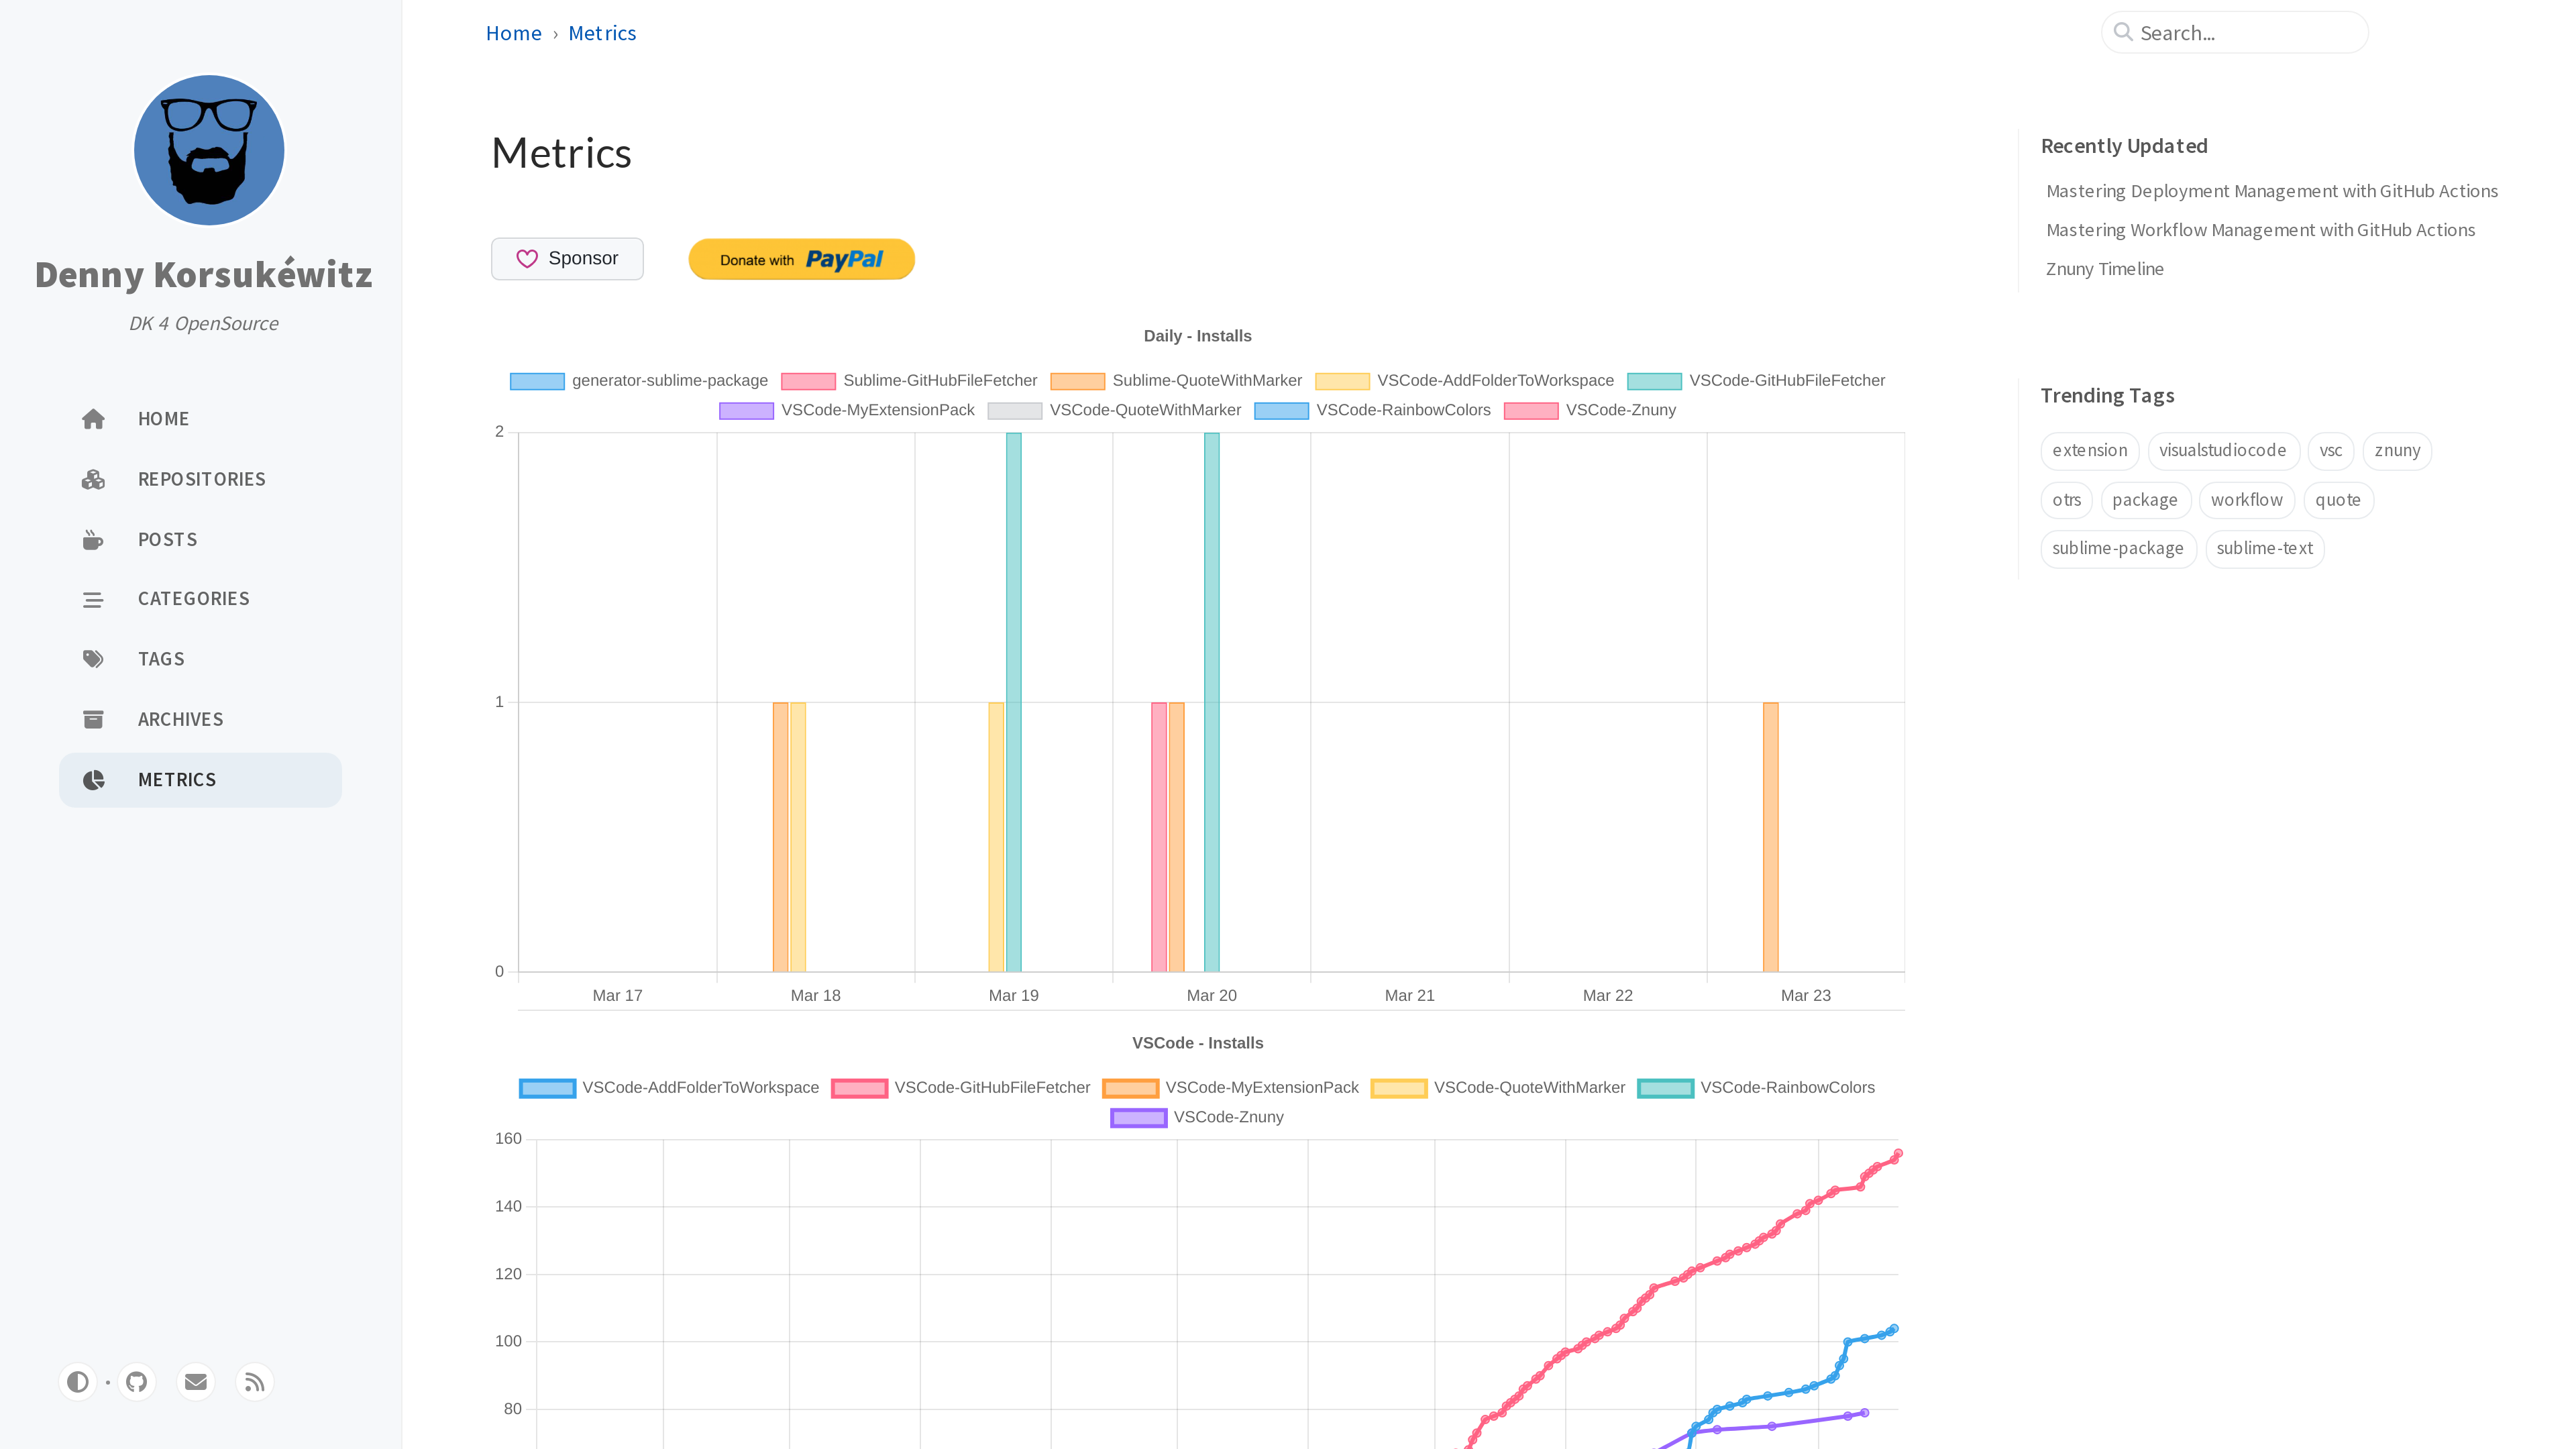 Denny Korsukéwitz
DK 4 OpenSource
HOME
REPOSITORIES
POSTS
CATEGORIES
TAGS
ARCHIVES
METRICS
Home › Metrics
Search...
Metrics
Sponsor
Donate with PayPal
Daily - Installs
generator-sublime-package Sublime-GitHubFileFetcher Sublime-QuoteWithMarker VSCode-AddFolderToWorkspace VSCode-GitHubFileFetcher
VSCode-MyExtensionPack VSCode-QuoteWithMarker VSCode-RainbowColors VSCode-Znuny
2
1
0
Mar 17 Mar 18 Mar 19 Mar 20 Mar 21 Mar 22 Mar 23
VSCode - Installs
VSCode-AddFolderToWorkspace VSCode-GitHubFileFetcher VSCode-MyExtensionPack VSCode-QuoteWithMarker VSCode-RainbowColors
VSCode-Znuny
160
140
120
100
80
Recently Updated
Mastering Deployment Management with GitHub Actions
Mastering Workflow Management with GitHub Actions
Znuny Timeline
Trending Tags
extension visualstudiocode vsc znuny
otrs package workflow quote
sublime-package sublime-text